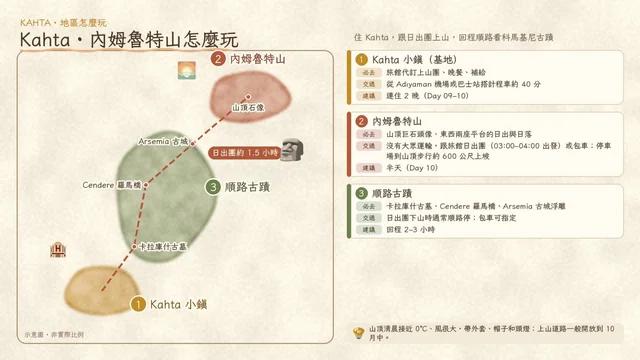 KAHTA・地區怎麼玩
Kahta・內姆魯特山怎麼玩
住 Kahta，跟日出團上山，回程順路看科馬基尼古蹟
2 內姆魯特山
山頂石像
Arsemia 古城
日出團約 1.5 小時
Cendere 羅馬橋
3 順路古蹟
卡拉庫什古墓
H
1 Kahta 小鎮
示意圖・非實際比例
1 Kahta 小鎮（基地）
必去 旅館代訂上山團、晚餐、補給
交通 從 Adıyaman 機場或巴士站搭計程車約 40 分
建議 連住 2 晚（Day 09–10）
2 內姆魯特山
必去 山頂巨石頭像、東西兩座平台的日出與日落
交通 沒有大眾運輸，跟旅館日出團（03:00–04:00 出發）或包車；停車
場到山頂步行約 600 公尺上坡
建議 半天（Day 10）
3 順路古蹟
必去 卡拉庫什古墓、Cendere 羅馬橋、Arsemia 古城浮雕
交通 日出團下山時通常順路停；包車可指定
建議 回程 2–3 小時
山頂清晨接近 0°C、風很大，帶外套、帽子和頭燈；上山道路一般開放到 10
月中。